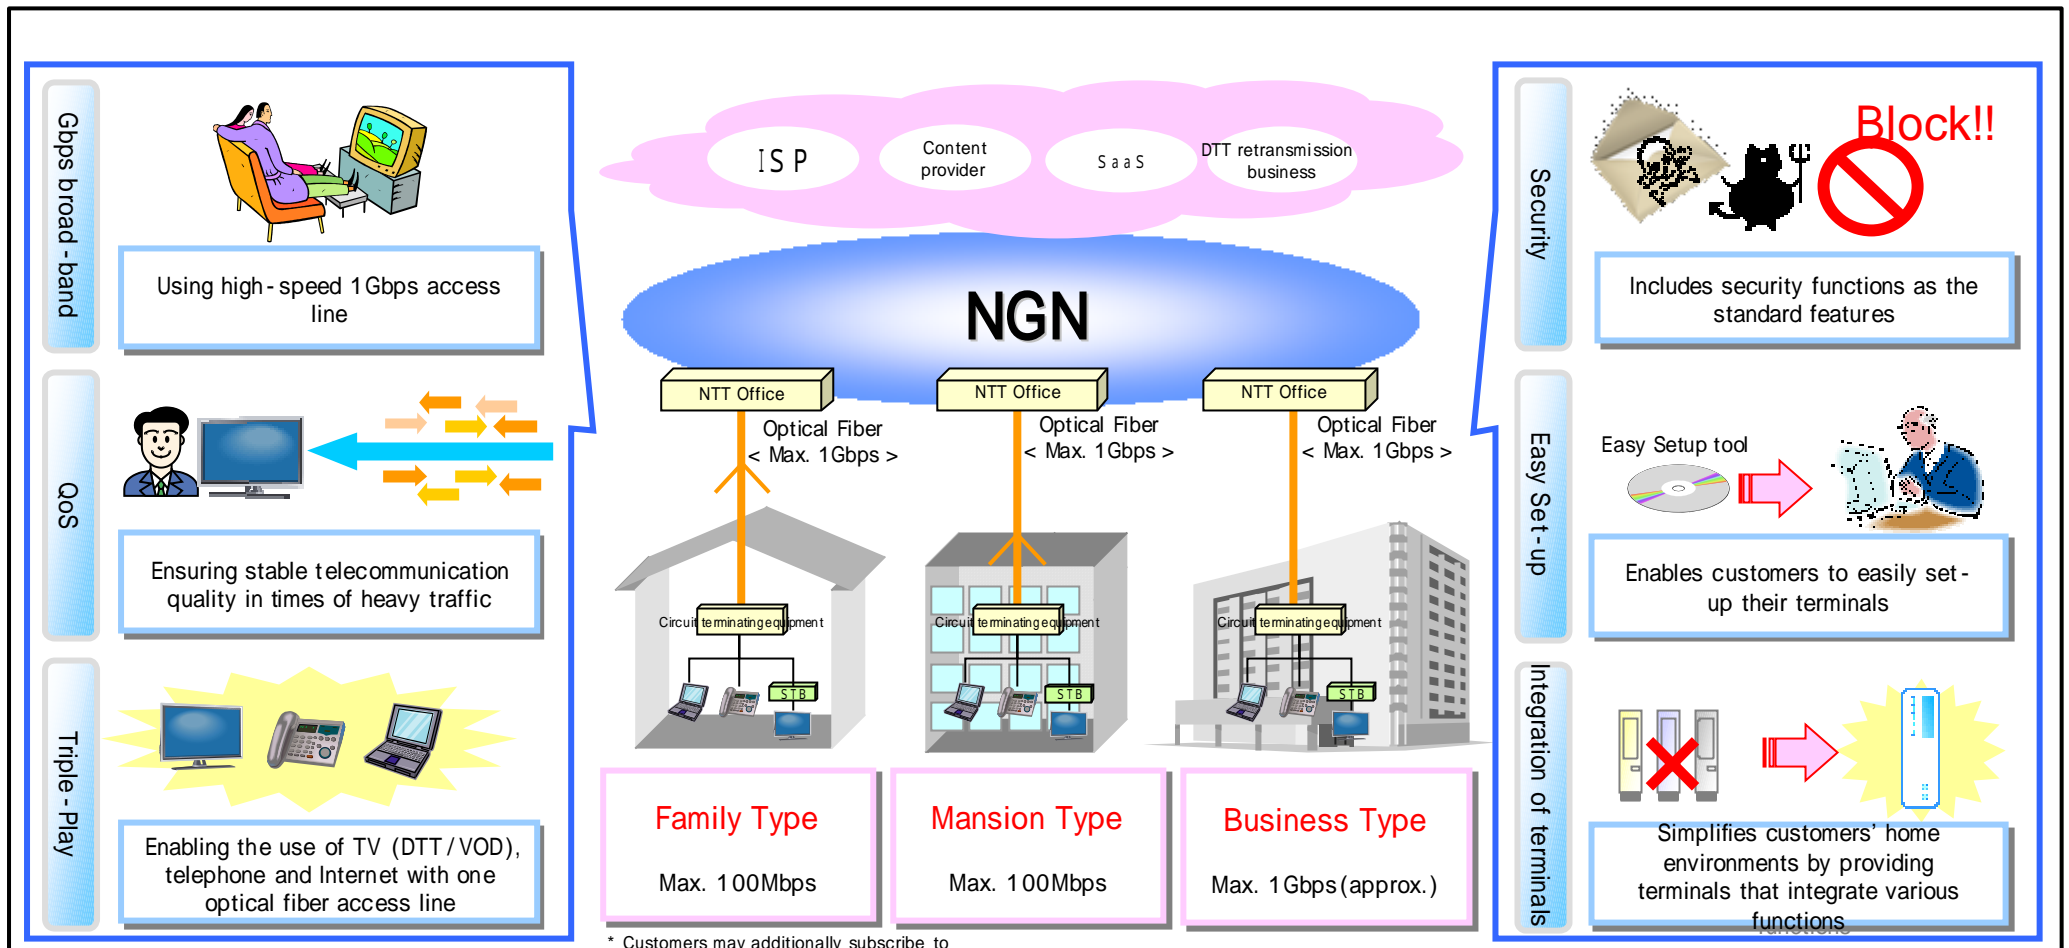 Gbps broad-band
Using high-speed 1Gbps access
line
QoS
Ensuring stable telecommunication
quality in times of heavy traffic
Triple-Play
Enabling the use of TV (DTT/VOD),
telephone and Internet with one
optical fiber access line
ISP
Content
provider
SaaS
DTT retransmission
business
NGN
NTT Office
NTT Office
NTT Office
Optical Fiber
< Max. 1Gbps >
Optical Fiber
< Max. 1Gbps >
Optical Fiber
< Max. 1Gbps >
Circuit terminating equipment
Circuit terminating equipment
Circuit terminating equipment
STB
STB
STB
Family Type
Max. 100Mbps
Mansion Type
Max. 100Mbps
Business Type
Max. 1Gbps(approx.)
* Customers may additionally subscribe to
Security
Block!!
Includes security functions as the
standard features
Easy Set-up
Easy Setup tool
Enables customers to easily set-
up their terminals
Integration of terminals
Simplifies customers' home
environments by providing
terminals that integrate various
functions